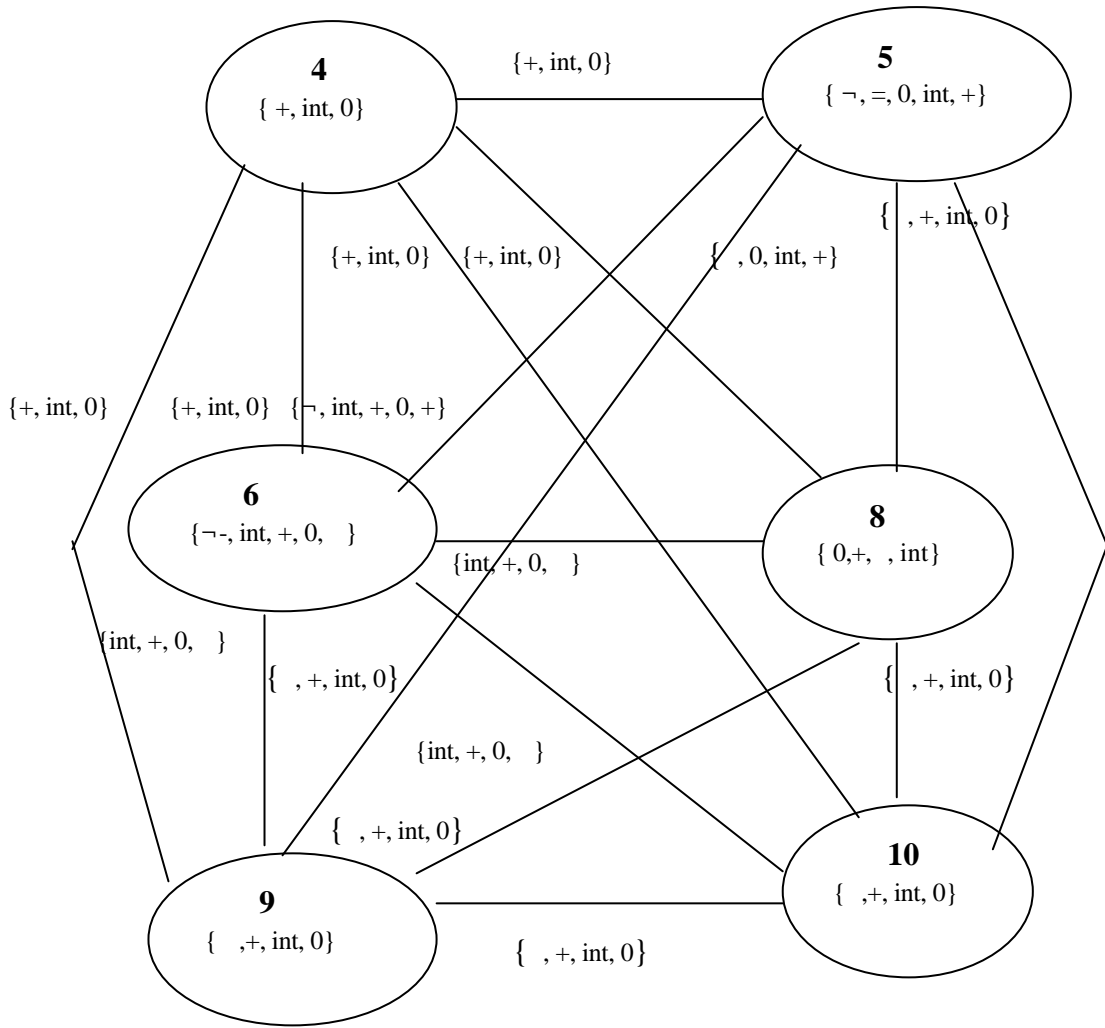 4
{ +, int, 0}
{+, int, 0}
5
{ ¬, =, 0, int, +}
{+, int, 0}
{+, int, 0}
{ , 0, int, +}
{ , +, int, 0}
{+, int, 0}
{+, int, 0}
{¬, int, +, 0, +}
6
{¬-, int, +, 0, }
{int, +, 0, }
8
{ 0,+, , int}
{int, +, 0, }
{ , +, int, 0}
{ , +, int, 0}
{int, +, 0, }
{ , +, int, 0}
9
{ ,+, int, 0}
{ , +, int, 0}
10
{ ,+, int, 0}